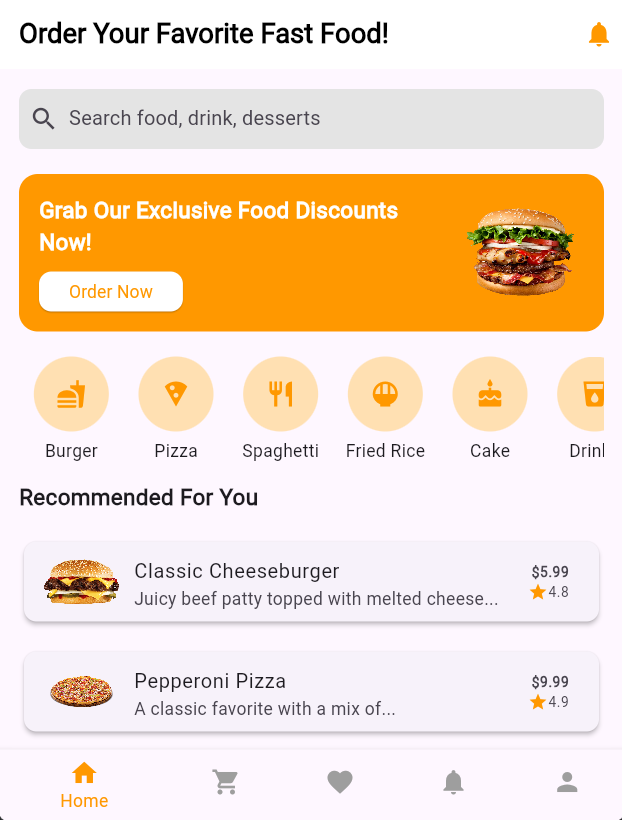 Order Your Favorite Fast Food!
Search food, drink, desserts
Grab Our Exclusive Food Discounts
Now!
Order Now
Burger
Pizza
Spaghetti
Fried Rice
Cake
Recommended For You
Classic Cheeseburger
$5.99
Juicy beef patty topped with melted cheese...
4.8
Pepperoni Pizza
$9.99
A classic favorite with a mix of...
4.9
Home